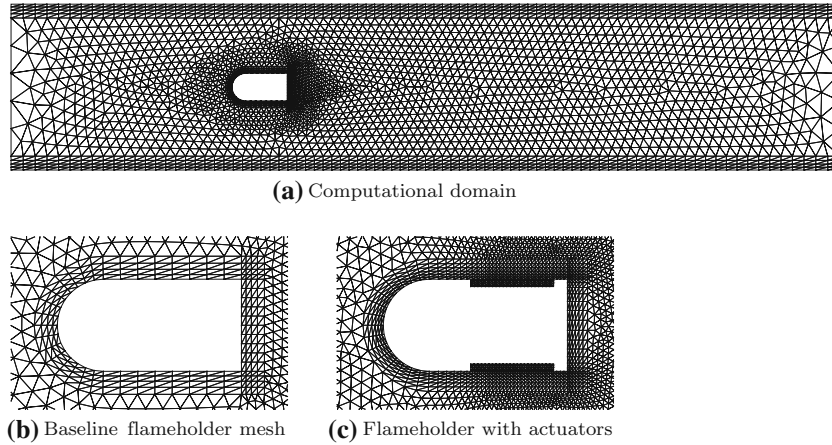 (a) Computational domain
(b) Baseline flameholder mesh
(c) Flameholder with actuators